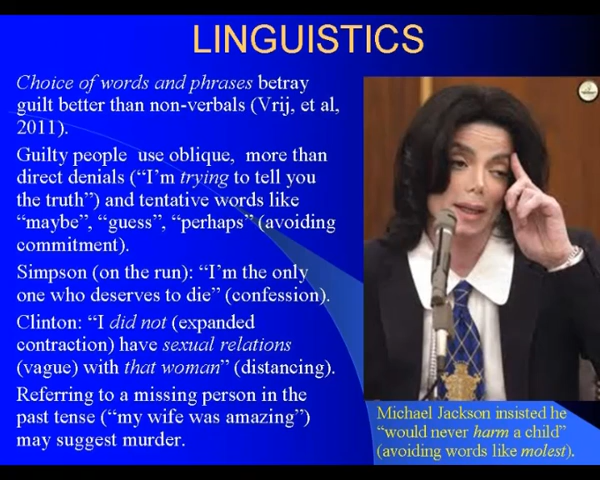 LINGUISTICS
Choice of words and phrases betray
guilt better than non-verbals (Vrij, et al,
2011).
Guilty people use oblique, more than
direct denials (“I’m trying to tell you
the truth”) and tentative words like
“maybe”, “guess”, “perhaps” (avoiding
commitment).
Simpson (on the run): “I’m the only
one who deserves to die” (confession).
Clinton: “I did not (expanded
contraction) have sexual relations
(vague) with that woman” (distancing).
Referring to a missing person in the
past tense (“my wife was amazing”)
may suggest murder.
Michael Jackson insisted he
“would never harm a child”
(avoiding words like molest).